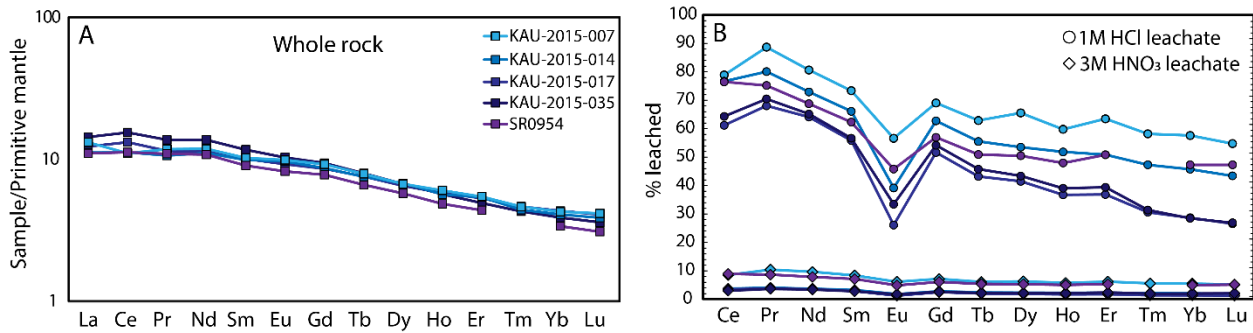 A
Whole rock
KAU-2015-007
KAU-2015-014
KAU-2015-017
KAU-2015-035
SR0954
Sample/Primitive mantle
100
10
1
La Ce Pr Nd Sm Eu Gd Tb Dy Ho Er Tm Yb Lu
B
1M HCl leachate
3M HNO₃ leachate
% leached
100
90
80
70
60
50
40
30
20
10
0
Ce Pr Nd Sm Eu Gd Tb Dy Ho Er Tm Yb Lu